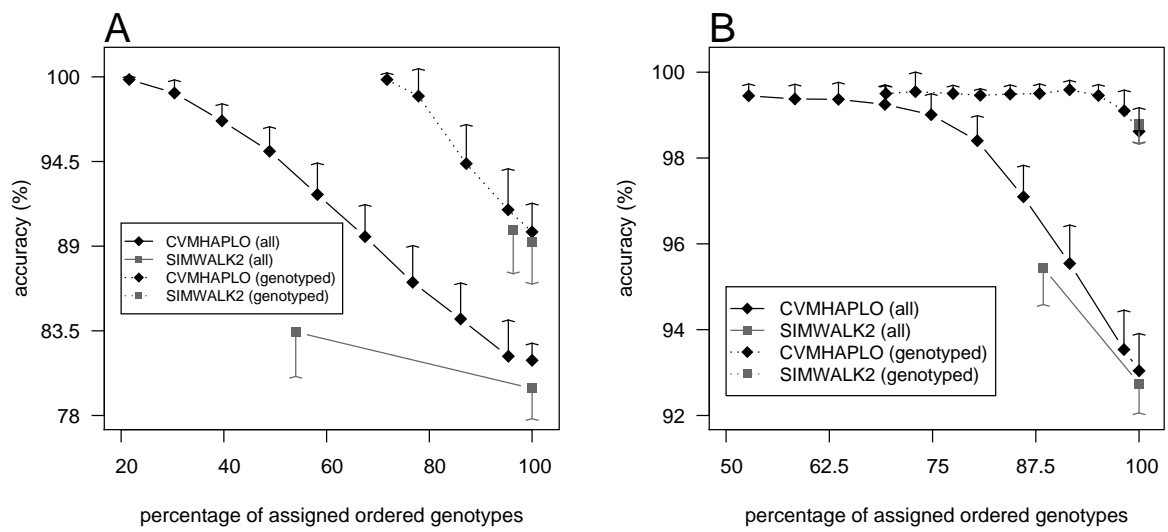 A
100
94.5
89
83.5
78
accuracy (%)
CVMHAPLO (all)
SIMWALK2 (all)
CVMHAPLO (genotyped)
SIMWALK2 (genotyped)
20 40 60 80 100
percentage of assigned ordered genotypes
B
100
98
96
94
92
accuracy (%)
CVMHAPLO (all)
SIMWALK2 (all)
CVMHAPLO (genotyped)
SIMWALK2 (genotyped)
50 62.5 75 87.5 100
percentage of assigned ordered genotypes